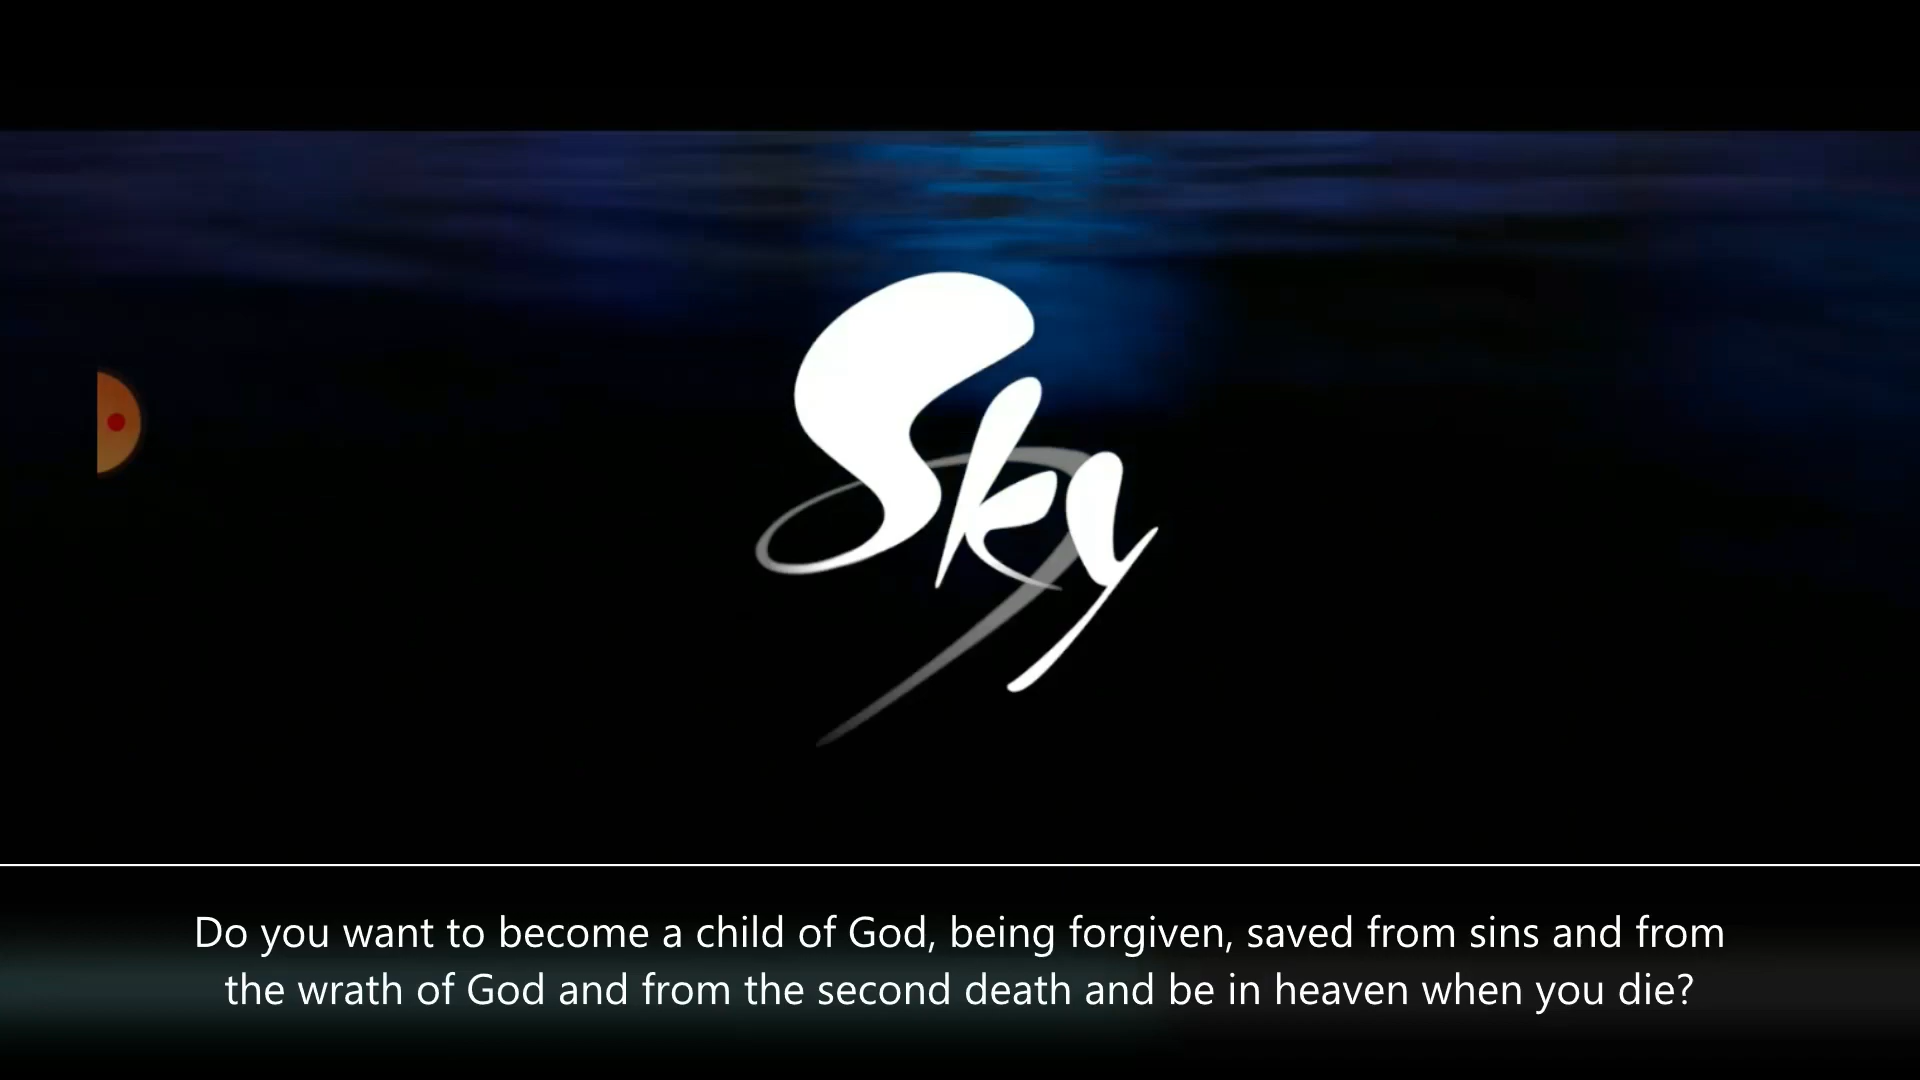 Sky
Do you want to become a child of God, being forgiven, saved from sins and from
the wrath of God and from the second death and be in heaven when you die?